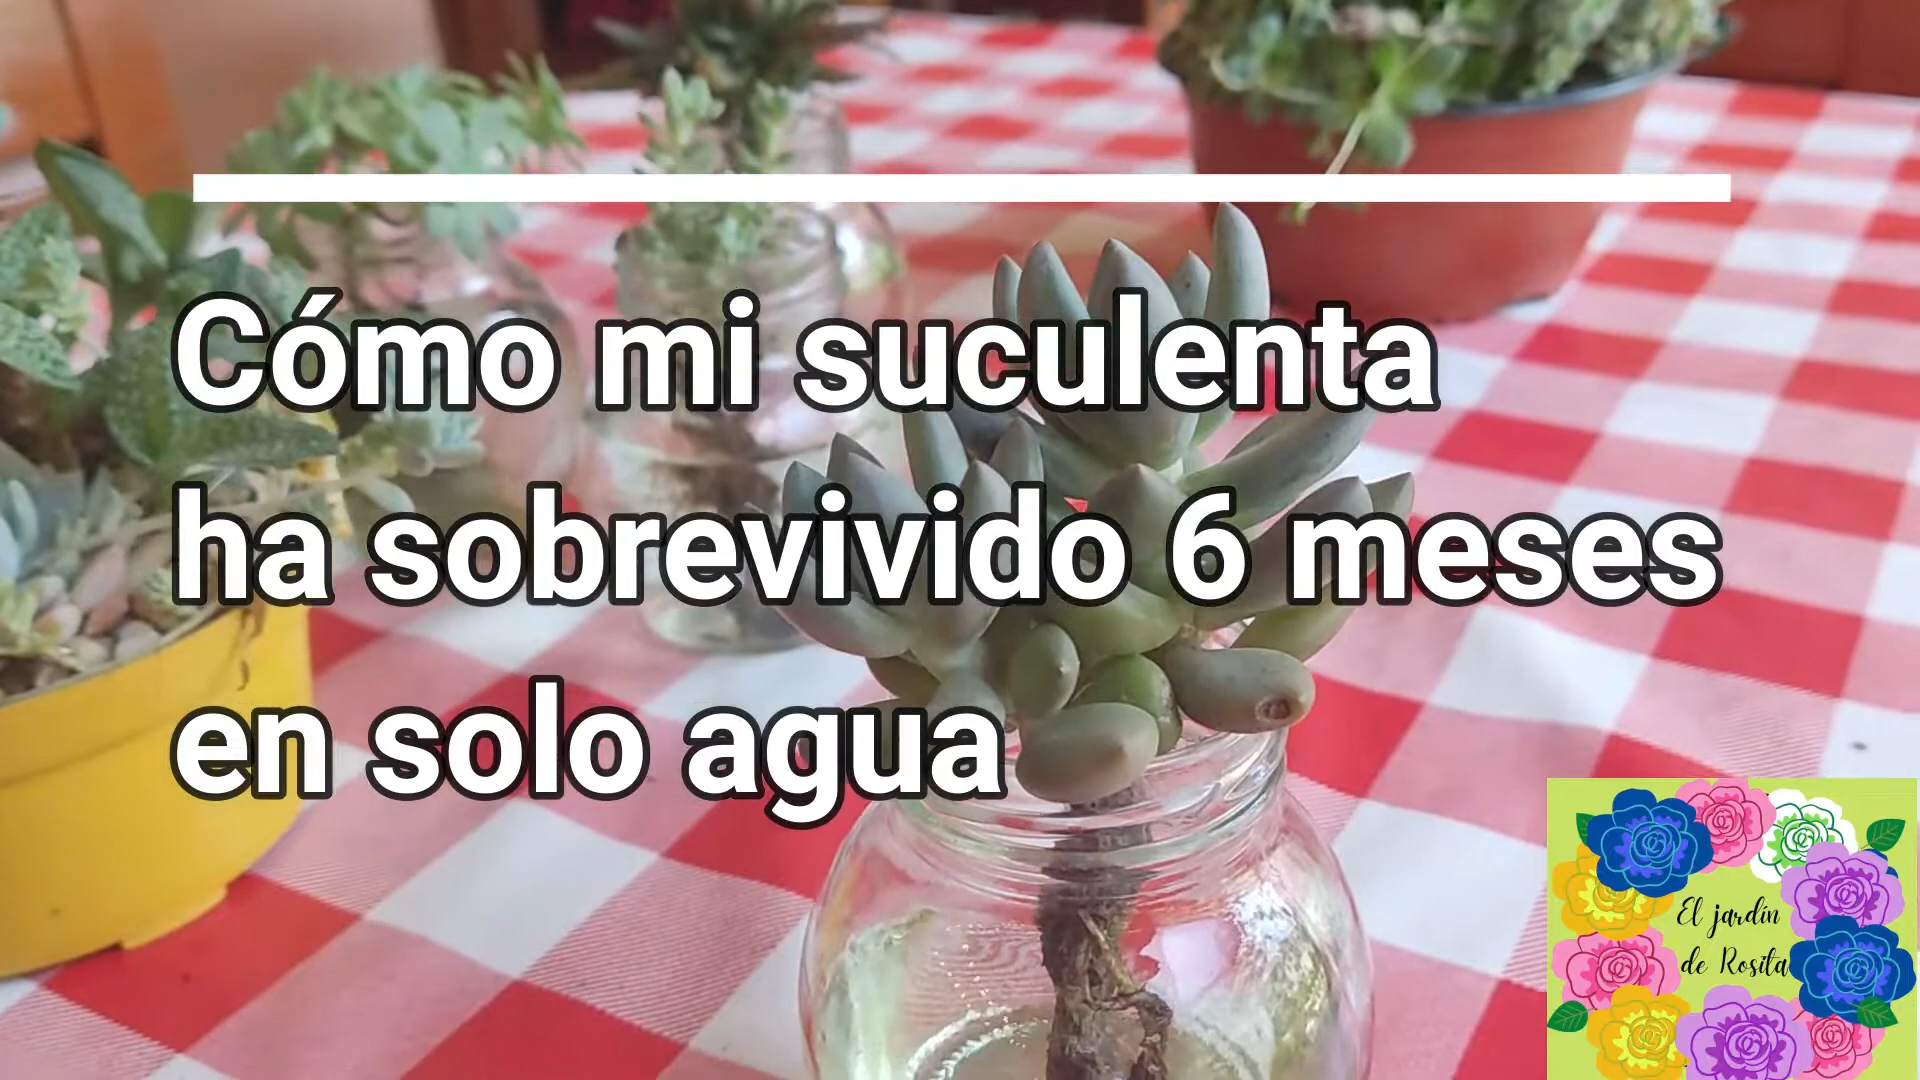 Cómo mi suculenta
ha sobrevivido 6 meses
en solo agua
El jardín
de Rosita